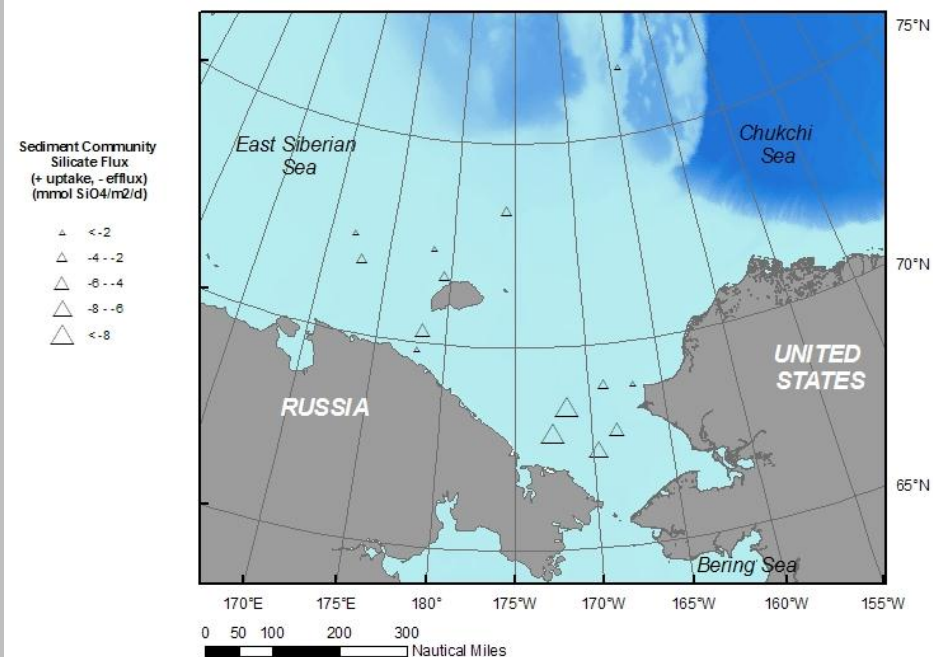 75°N
Chukchi
Sea
East Siberian
Sea
Sediment Community
Silicate Flux
(+ uptake, - efflux)
(mmol SiO4/m2/d)
< -2
-4 - -2
-6 - -4
-8 - -6
< -8
70°N
UNITED
STATES
RUSSIA
65°N
Bering Sea
170°E 175°E 180° 175°W 170°W 165°W 160°W 155°W
0 50 100 200 300
Nautical Miles